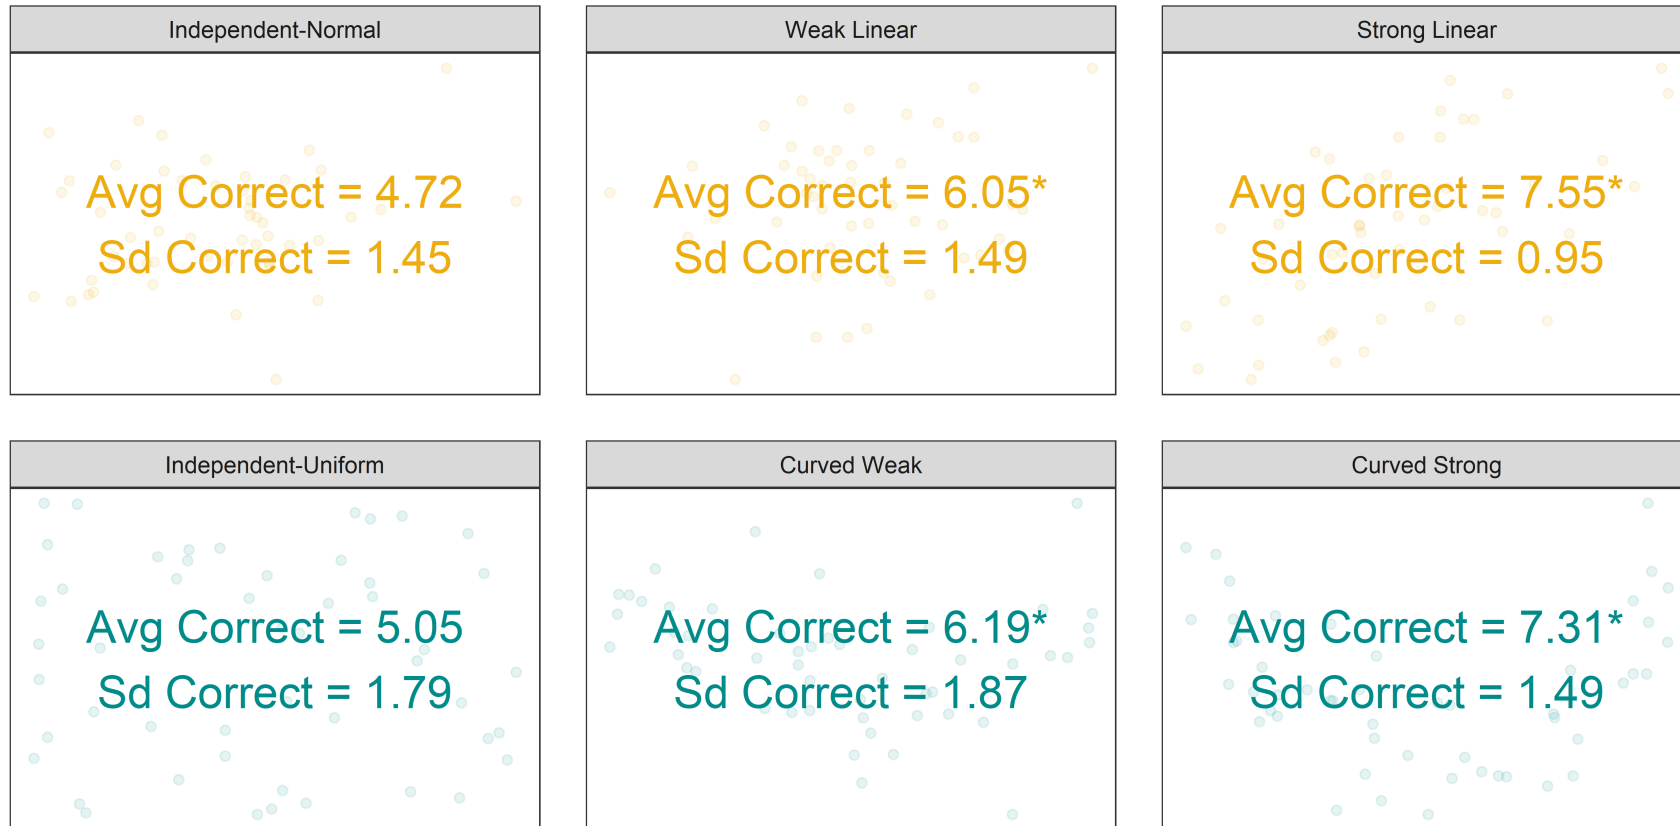 Independent-Normal
Avg Correct = 4.72
Sd Correct = 1.45
Weak Linear
Avg Correct = 6.05*
Sd Correct = 1.49
Strong Linear
Avg Correct = 7.55*
Sd Correct = 0.95
Independent-Uniform
Avg Correct = 5.05
Sd Correct = 1.79
Curved Weak
Avg Correct = 6.19*
Sd Correct = 1.87
Curved Strong
Avg Correct = 7.31*
Sd Correct = 1.49